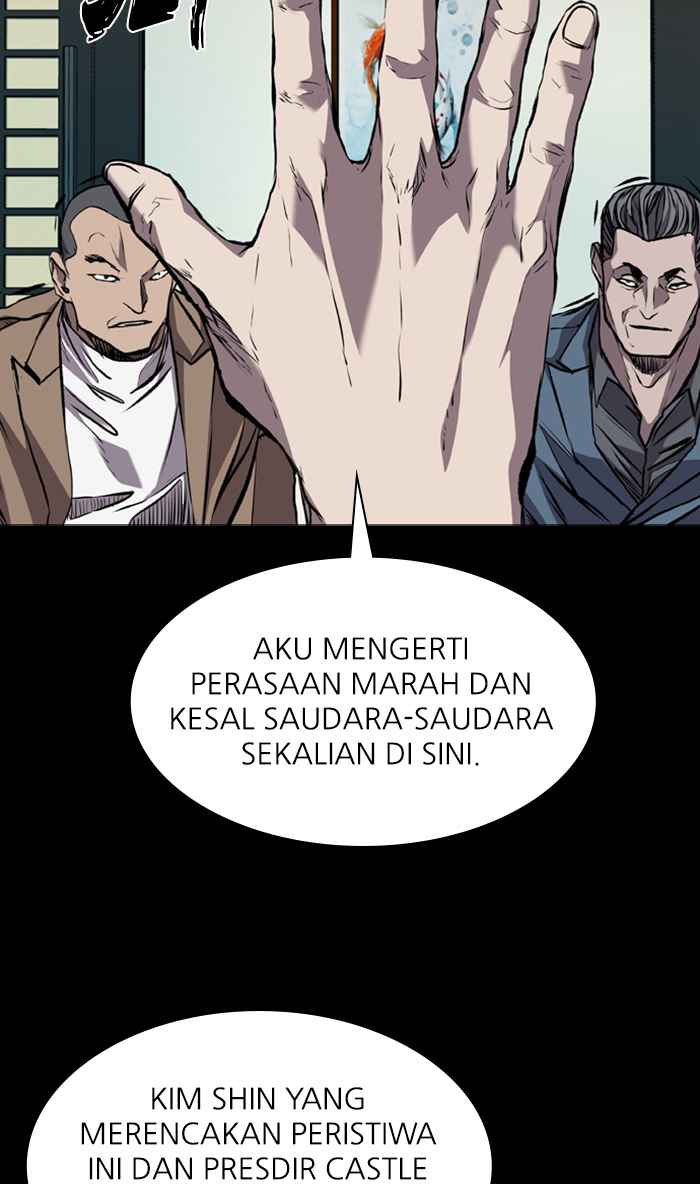 AKU MENGERTI
PERASAAN MARAH DAN
KESAL SAUDARA-SAUDARA
SEKALIAN DI SINI.
KIM SHIN YANG
MERENCAKAN PERISTIWA
INI DAN PRESDIR CASTLE